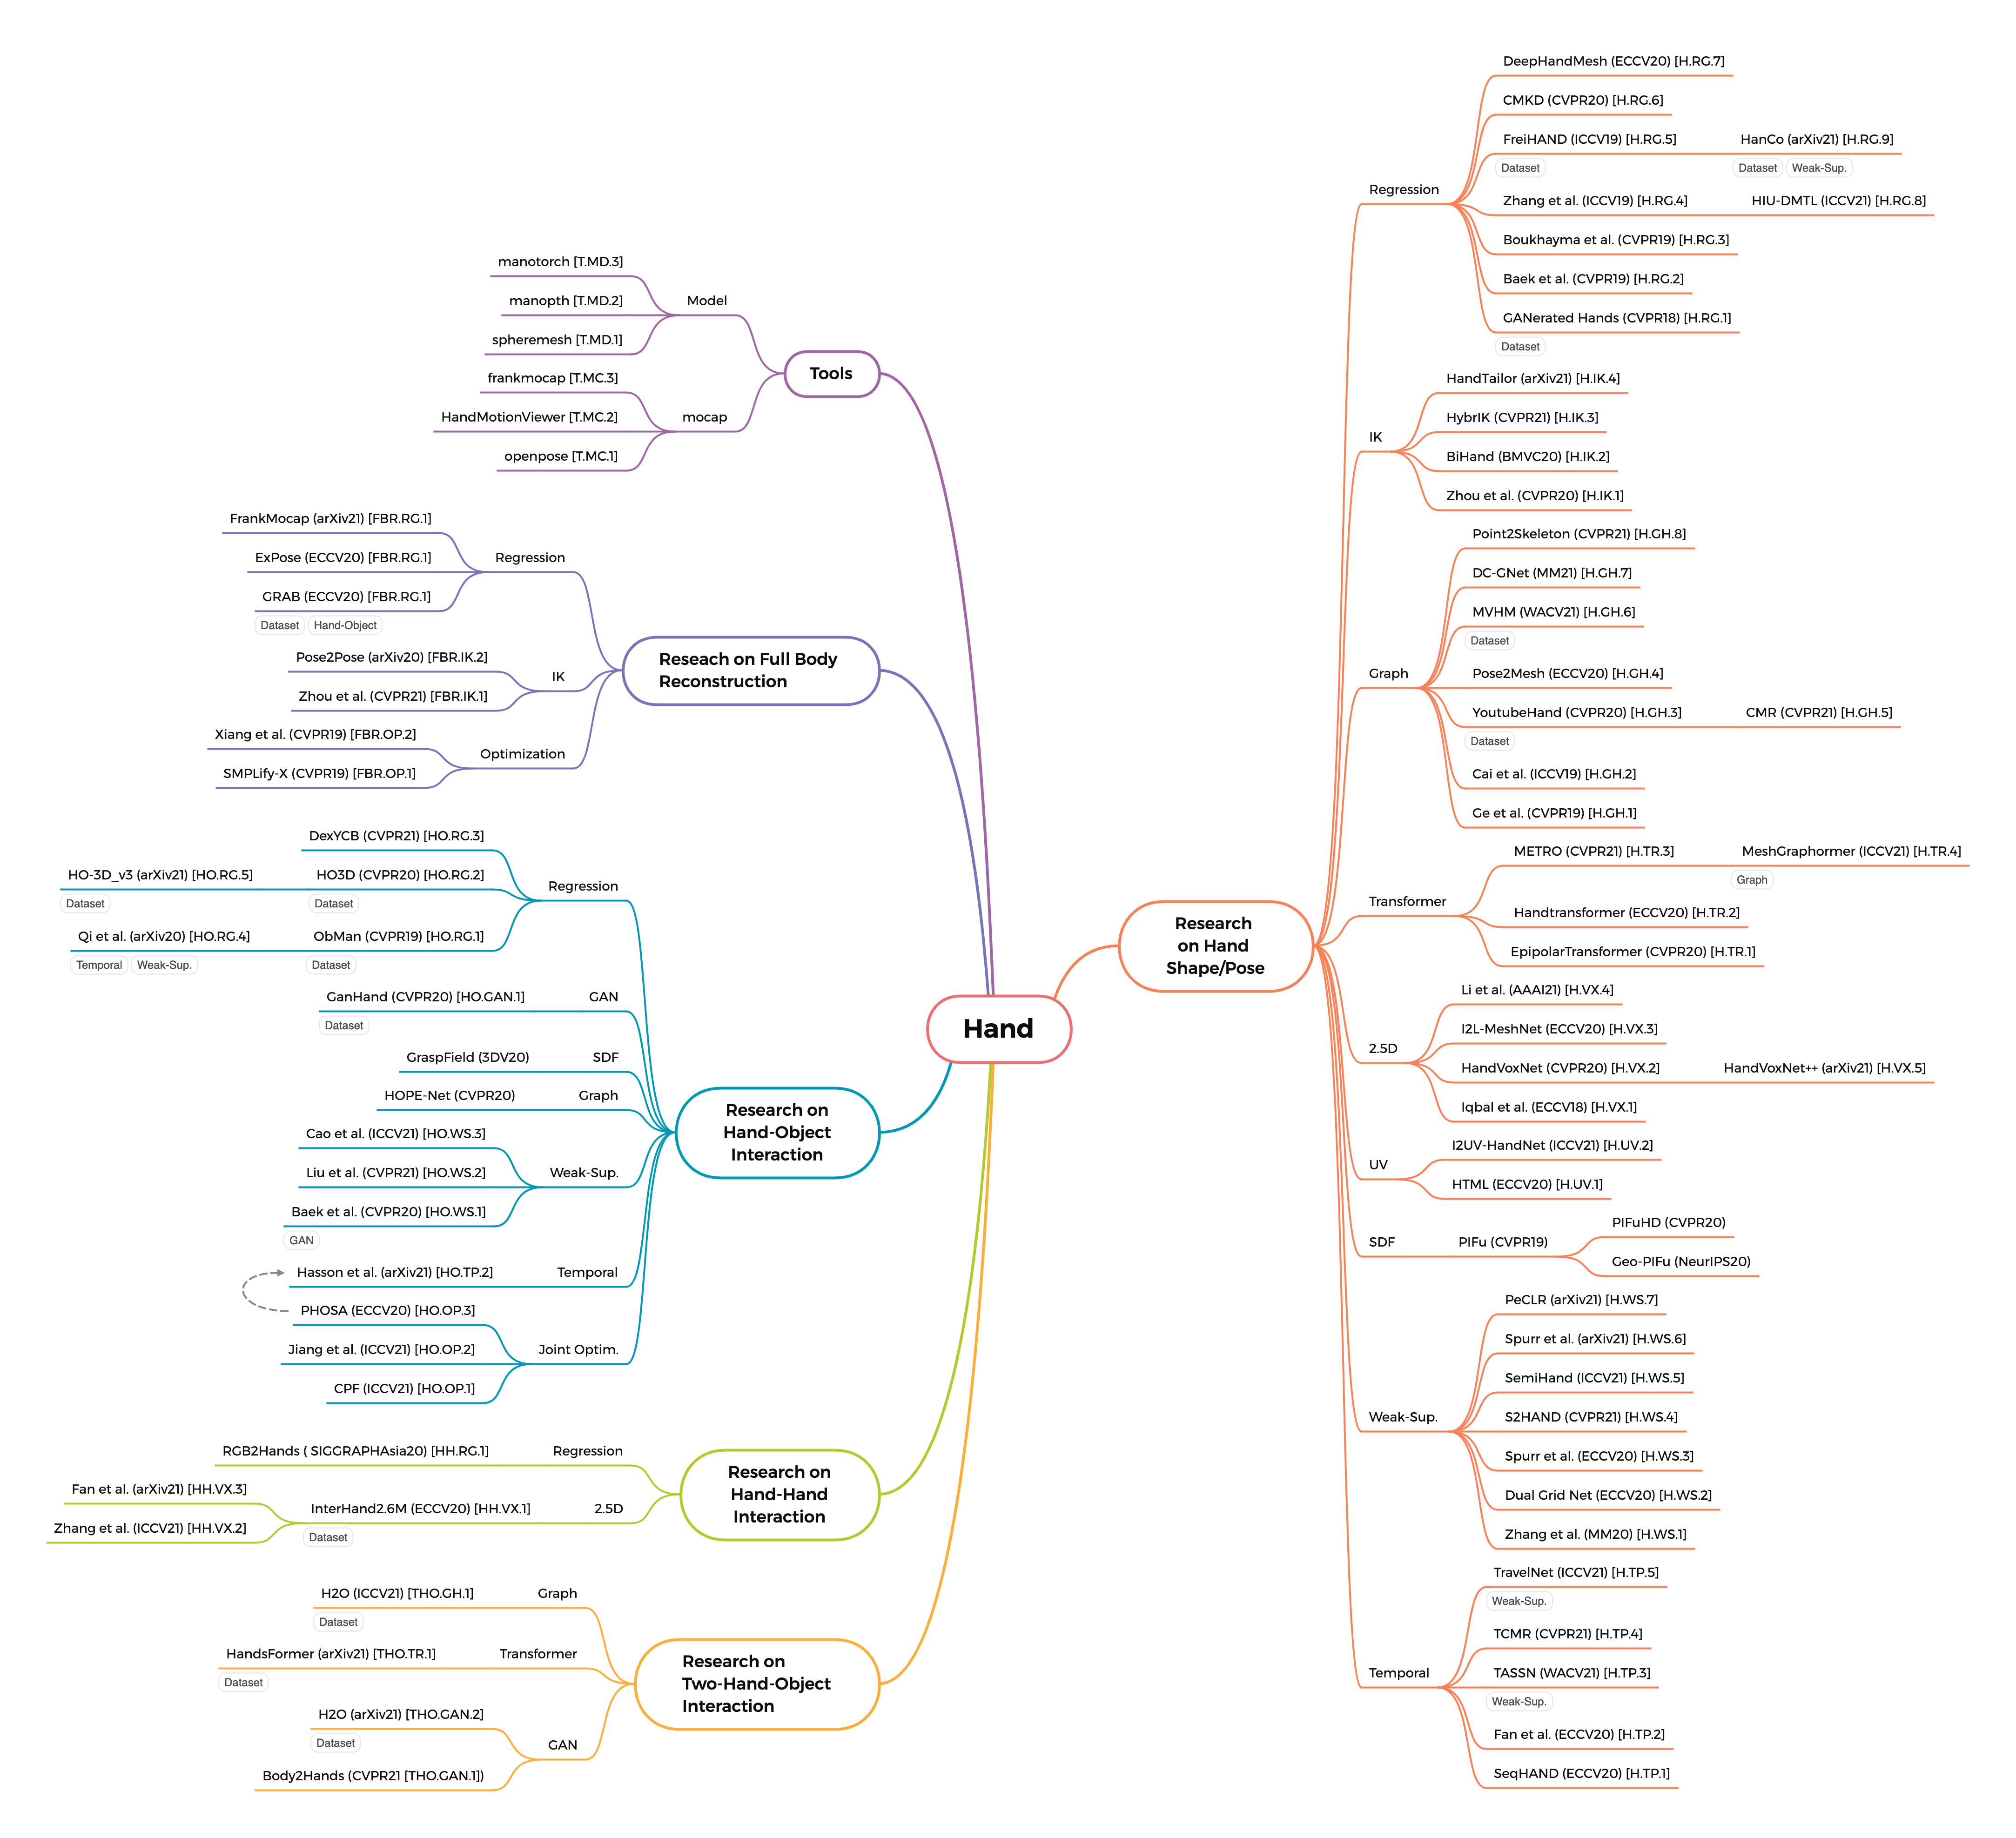 Hand
Tools
Model
manotorch [T.MD.3]
manopth [T.MD.2]
spheremesh [T.MD.1]
mocap
frankmocap [T.MC.3]
HandMotionViewer [T.MC.2]
openpose [T.MC.1]
Reseach on Full Body
Reconstruction
Regression
FrankMocap (arXiv21) [FBR.RG.1]
ExPose (ECCV20) [FBR.RG.1]
GRAB (ECCV20) [FBR.RG.1]
Dataset Hand-Object
IK
Pose2Pose (arXiv20) [FBR.IK.2]
Zhou et al. (CVPR21) [FBR.IK.1]
Optimization
Xiang et al. (CVPR19) [FBR.OP.2]
SMPLify-X (CVPR19) [FBR.OP.1]
Research on
Hand-Object
Interaction
Regression
DexYCB (CVPR21) [HO.RG.3]
HO3D (CVPR20) [HO.RG.2]
Dataset
HO-3D_v3 (arXiv21) [HO.RG.5]
Dataset
ObMan (CVPR19) [HO.RG.1]
Dataset
Qi et al. (arXiv20) [HO.RG.4]
Temporal Weak-Sup.
GAN
GanHand (CVPR20) [HO.GAN.1]
Dataset
SDF
GraspField (3DV20)
Graph
HOPE-Net (CVPR20)
Weak-Sup.
Cao et al. (ICCV21) [HO.WS.3]
Liu et al. (CVPR21) [HO.WS.2]
Baek et al. (CVPR20) [HO.WS.1]
GAN
Temporal
Hasson et al. (arXiv21) [HO.TP.2]
Joint Optim.
PHOSA (ECCV20) [HO.OP.3]
Jiang et al. (ICCV21) [HO.OP.2]
CPF (ICCV21) [HO.OP.1]
Research on
Hand-Hand
Interaction
Regression
RGB2Hands ( SIGGRAPHAsia20) [HH.RG.1]
2.5D
InterHand2.6M (ECCV20) [HH.VX.1]
Dataset
Fan et al. (arXiv21) [HH.VX.3]
Zhang et al. (ICCV21) [HH.VX.2]
Research on
Two-Hand-Object
Interaction
Graph
H2O (ICCV21) [THO.GH.1]
Dataset
Transformer
HandsFormer (arXiv21) [THO.TR.1]
Dataset
GAN
H2O (arXiv21) [THO.GAN.2]
Dataset
Body2Hands (CVPR21 [THO.GAN.1])
Research
on Hand
Shape/Pose
Regression
DeepHandMesh (ECCV20) [H.RG.7]
CMKD (CVPR20) [H.RG.6]
FreiHAND (ICCV19) [H.RG.5]
Dataset
HanCo (arXiv21) [H.RG.9]
Dataset Weak-Sup.
Zhang et al. (ICCV19) [H.RG.4]
HIU-DMTL (ICCV21) [H.RG.8]
Boukhayma et al. (CVPR19) [H.RG.3]
Baek et al. (CVPR19) [H.RG.2]
GANerated Hands (CVPR18) [H.RG.1]
Dataset
IK
HandTailor (arXiv21) [H.IK.4]
HybrIK (CVPR21) [H.IK.3]
BiHand (BMVC20) [H.IK.2]
Zhou et al. (CVPR20) [H.IK.1]
Graph
Point2Skeleton (CVPR21) [H.GH.8]
DC-GNet (MM21) [H.GH.7]
MVHM (WACV21) [H.GH.6]
Dataset
Pose2Mesh (ECCV20) [H.GH.4]
YoutubeHand (CVPR20) [H.GH.3]
Dataset
CMR (CVPR21) [H.GH.5]
Cai et al. (ICCV19) [H.GH.2]
Ge et al. (CVPR19) [H.GH.1]
Transformer
METRO (CVPR21) [H.TR.3]
MeshGraphormer (ICCV21) [H.TR.4]
Graph
Handtransformer (ECCV20) [H.TR.2]
EpipolarTransformer (CVPR20) [H.TR.1]
2.5D
Li et al. (AAAI21) [H.VX.4]
I2L-MeshNet (ECCV20) [H.VX.3]
HandVoxNet (CVPR20) [H.VX.2]
HandVoxNet++ (arXiv21) [H.VX.5]
Iqbal et al. (ECCV18) [H.VX.1]
UV
I2UV-HandNet (ICCV21) [H.UV.2]
HTML (ECCV20) [H.UV.1]
SDF
PIFu (CVPR19)
PIFuHD (CVPR20)
Geo-PIFu (NeurIPS20)
Weak-Sup.
PeCLR (arXiv21) [H.WS.7]
Spurr et al. (arXiv21) [H.WS.6]
SemiHand (ICCV21) [H.WS.5]
S2HAND (CVPR21) [H.WS.4]
Spurr et al. (ECCV20) [H.WS.3]
Dual Grid Net (ECCV20) [H.WS.2]
Zhang et al. (MM20) [H.WS.1]
Temporal
TravelNet (ICCV21) [H.TP.5]
Weak-Sup.
TCMR (CVPR21) [H.TP.4]
TASSN (WACV21) [H.TP.3]
Weak-Sup.
Fan et al. (ECCV20) [H.TP.2]
SeqHAND (ECCV20) [H.TP.1]